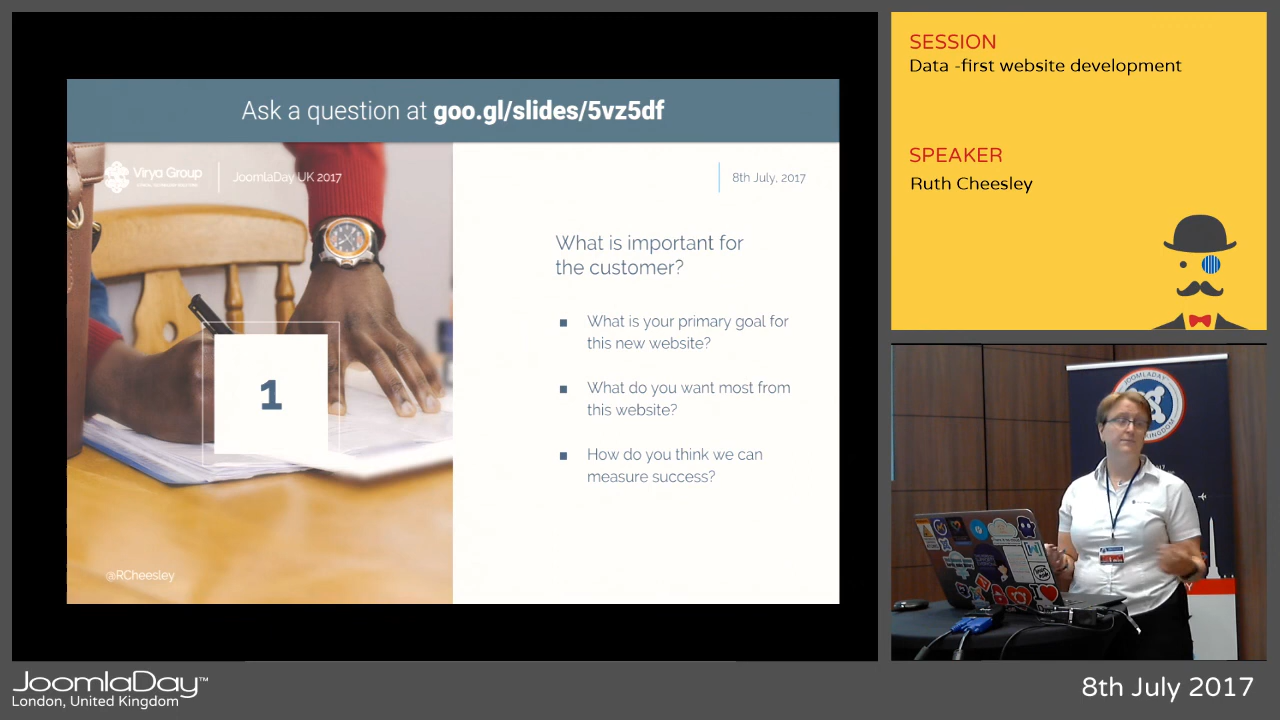 Ask a question at goo.gl/slides/5vz5df
Virya Group
JoomlaDay UK 2017
8th July, 2017
What is important for
the customer?
■ What is your primary goal for
this new website?
■ What do you want most from
this website?
■ How do you think we can
measure success?
1
@RCheesley
SESSION
Data -first website development
SPEAKER
Ruth Cheesley
JOOMLADAY
KINGDOM
JoomlaDay™
London, United Kingdom
8th July 2017